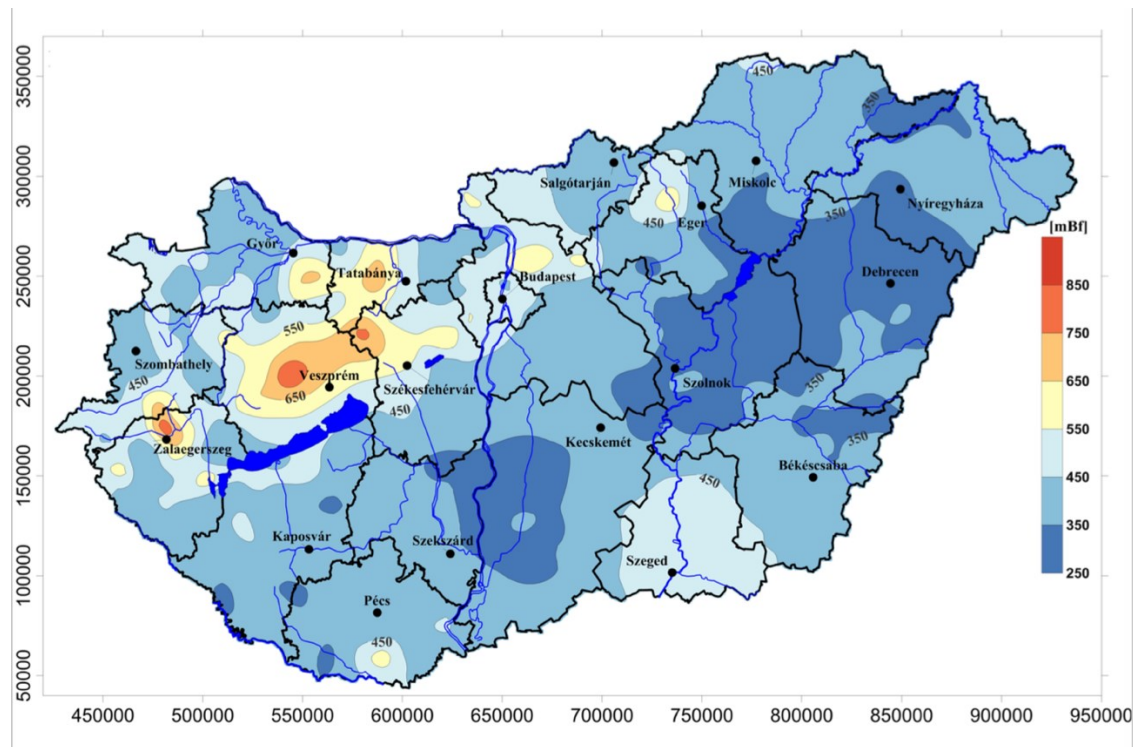 350000
300000
250000
200000
150000
100000
50000
450
350
Salgótarján
Miskolc
Nyíregyháza
450
Eger
350
[mBf]
Győr
Tatabánya
Budapest
Debrecen
850
750
650
550
450
350
250
550
Szombathely
450
Veszprém
650
Székesfehérvár
450
Szolnok
350
Zalaegerszeg
Kecskemét
350
Békéscsaba
450
Kaposvár
Szekszárd
Szeged
Pécs
450
450000 500000 550000 600000 650000 700000 750000 800000 850000 900000 950000